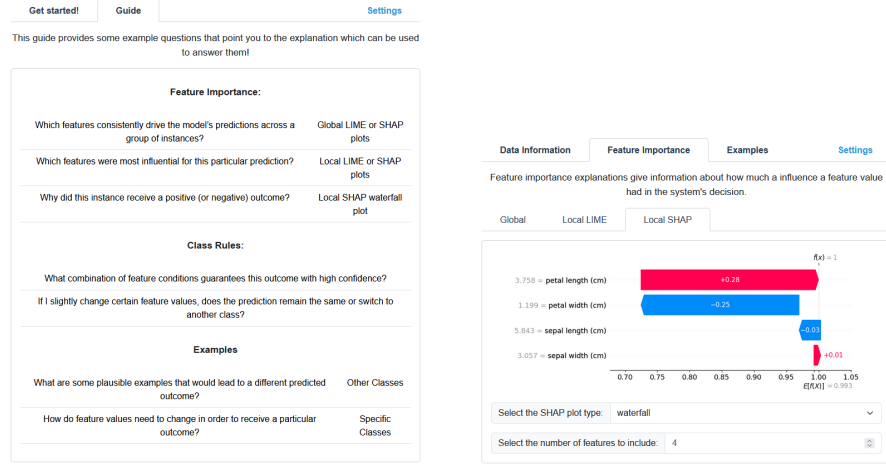 Get started! Guide Settings
This guide provides some example questions that point you to the explanation which can be used
to answer them!
Feature Importance:
Which features consistently drive the model's predictions across a group of instances? Global LIME or SHAP plots
Which features were most influential for this particular prediction? Local LIME or SHAP plots
Why did this instance receive a positive (or negative) outcome? Local SHAP waterfall plot
Class Rules:
What combination of feature conditions guarantees this outcome with high confidence?
If I slightly change certain feature values, does the prediction remain the same or switch to
another class?
Examples
What are some plausible examples that would lead to a different predicted outcome? Other Classes
How do feature values need to change in order to receive a particular outcome? Specific Classes
Data Information Feature Importance Examples Settings
Feature importance explanations give information about how much a influence a feature value
had in the system's decision.
Global Local LIME Local SHAP
f(x) = 1
3.758 = petal length (cm) +0.28
1.199 = petal width (cm) −0.25
5.843 = sepal length (cm) −0.03
3.057 = sepal width (cm) +0.01
0.70 0.75 0.80 0.85 0.90 0.95 1.00 1.05
E[f(X)] = 0.993
Select the SHAP plot type: waterfall
Select the number of features to include: 4